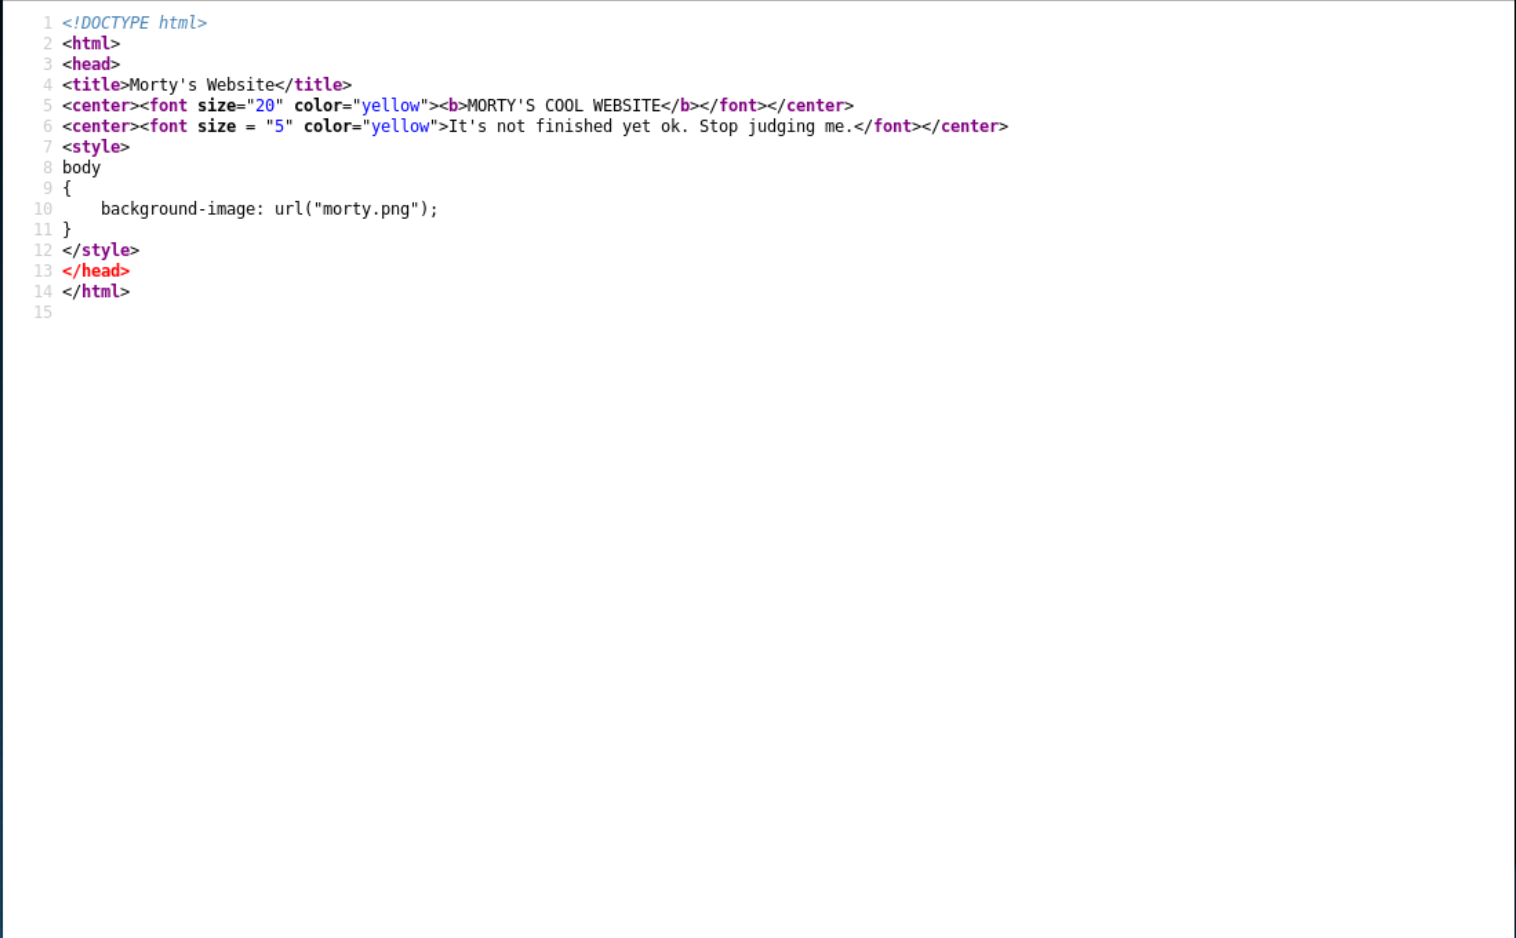 1 <!DOCTYPE html>
2 <html>
3 <head>
4 <title>Morty's Website</title>
5 <center><font size="20" color="yellow"><b>MORTY'S COOL WEBSITE</b></font></center>
6 <center><font size = "5" color="yellow">It's not finished yet ok. Stop judging me.</font></center>
7 <style>
8 body
9 {
10     background-image: url("morty.png");
11 }
12 </style>
13 </head>
14 </html>
15